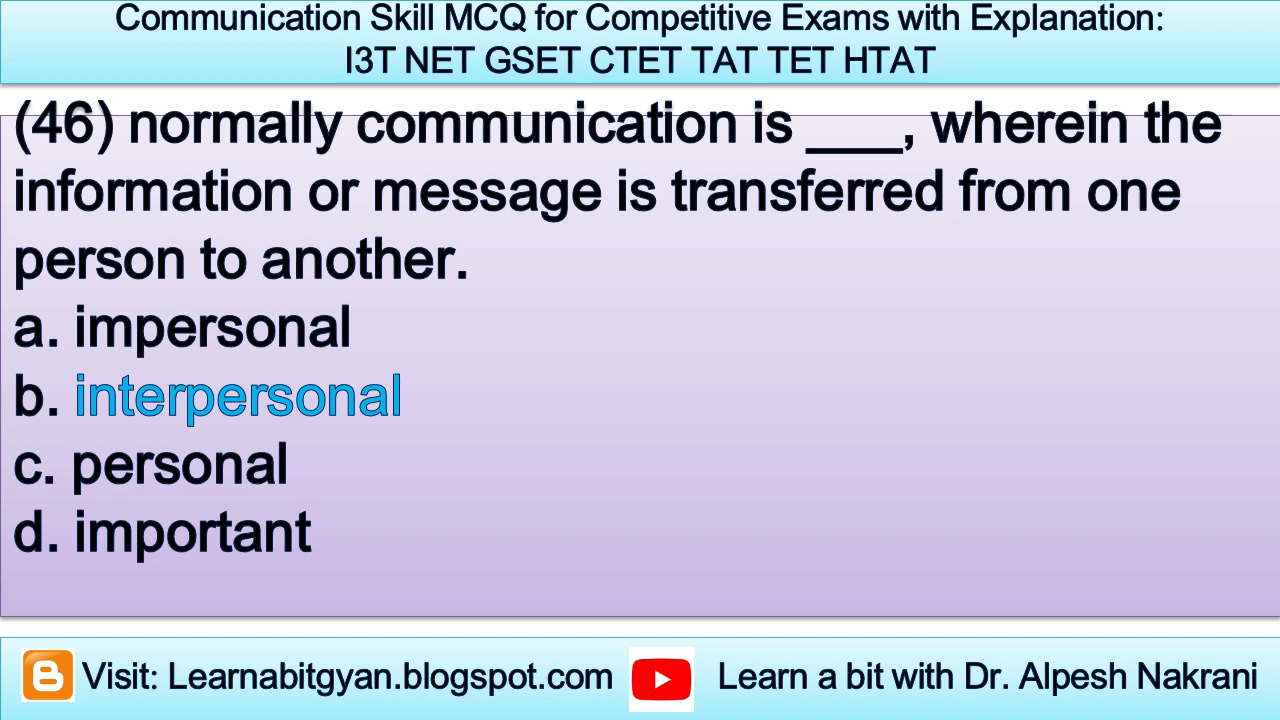 Communication Skill MCQ for Competitive Exams with Explanation:
I3T NET GSET CTET TAT TET HTAT
(46) normally communication is ___, wherein the
information or message is transferred from one
person to another.
a. impersonal
b. interpersonal
c. personal
d. important
Visit: Learnabitgyan.blogspot.com Learn a bit with Dr. Alpesh Nakrani